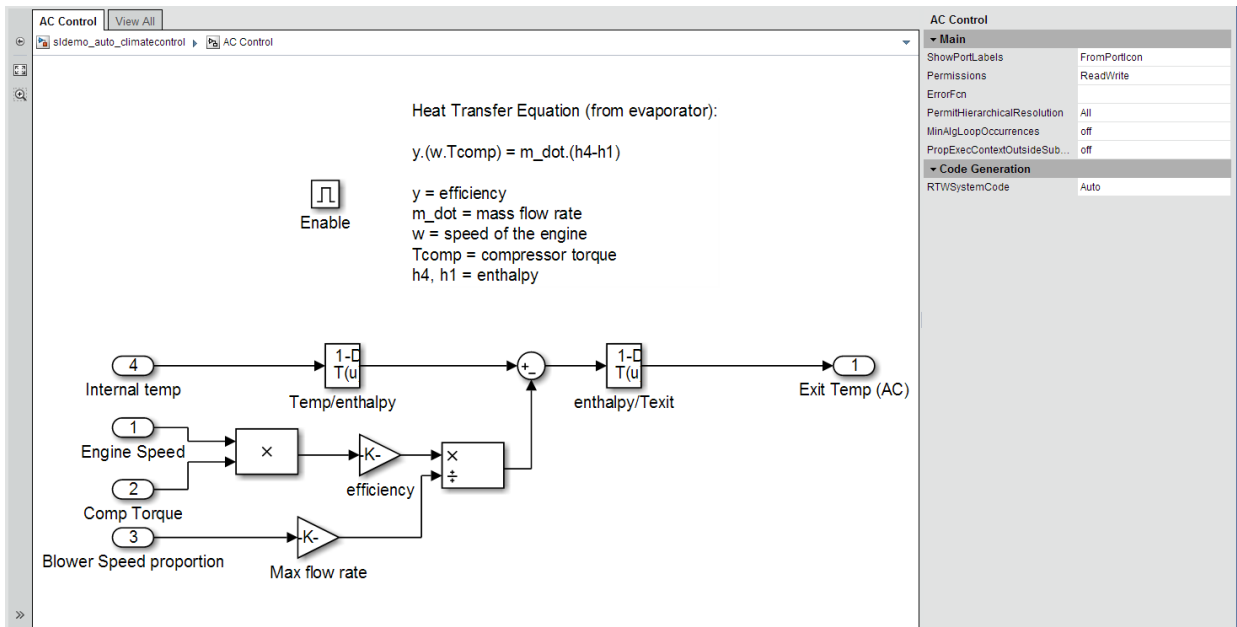 AC Control
View All
sldemo_auto_climatecontrol
AC Control
Heat Transfer Equation (from evaporator):
y.(w.Tcomp) = m_dot.(h4-h1)
y = efficiency
m_dot = mass flow rate
w = speed of the engine
Tcomp = compressor torque
h4, h1 = enthalpy
Enable
4
Internal temp
1-D
T(u
Temp/enthalpy
+
-
1-D
T(u
enthalpy/Texit
1
Exit Temp (AC)
1
Engine Speed
2
Comp Torque
×
-K-
efficiency
×
÷
3
Blower Speed proportion
-K-
Max flow rate
AC Control
Main
ShowPortLabels FromPortIcon
Permissions ReadWrite
ErrorFcn
PermitHierarchicalResolution All
MinAlgLoopOccurrences off
PropExecContextOutsideSub... off
Code Generation
RTWSystemCode Auto